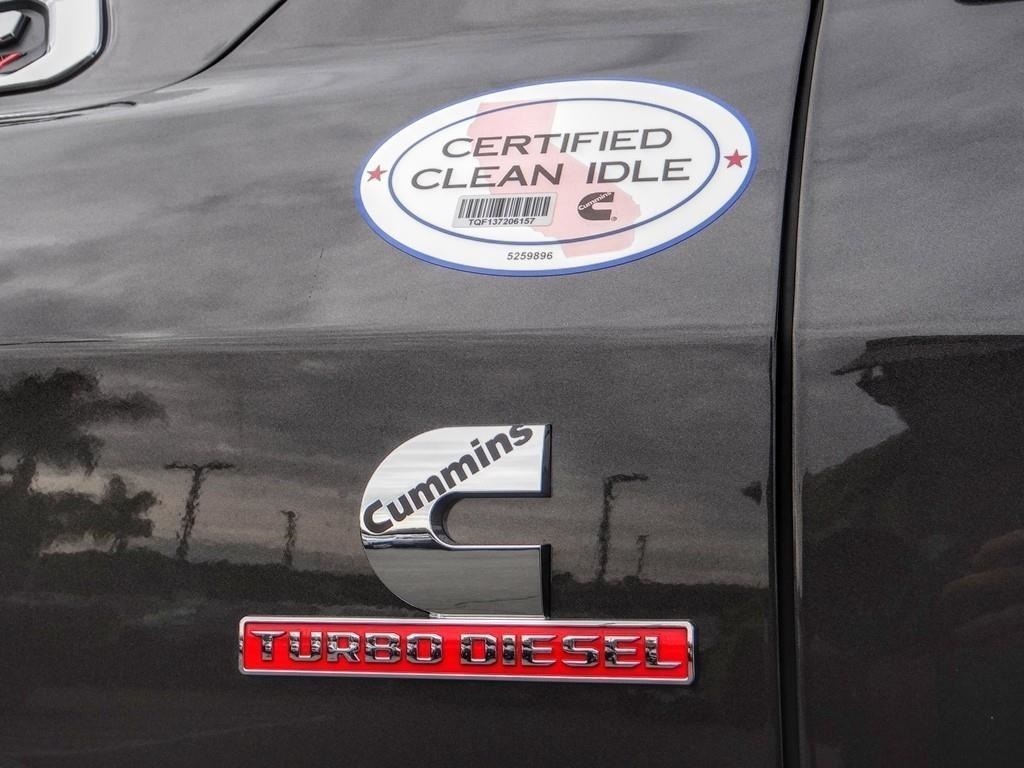 CERTIFIED
CLEAN IDLE
TQF137206157
Cummins
5259896
Cummins
TURBO DIESEL